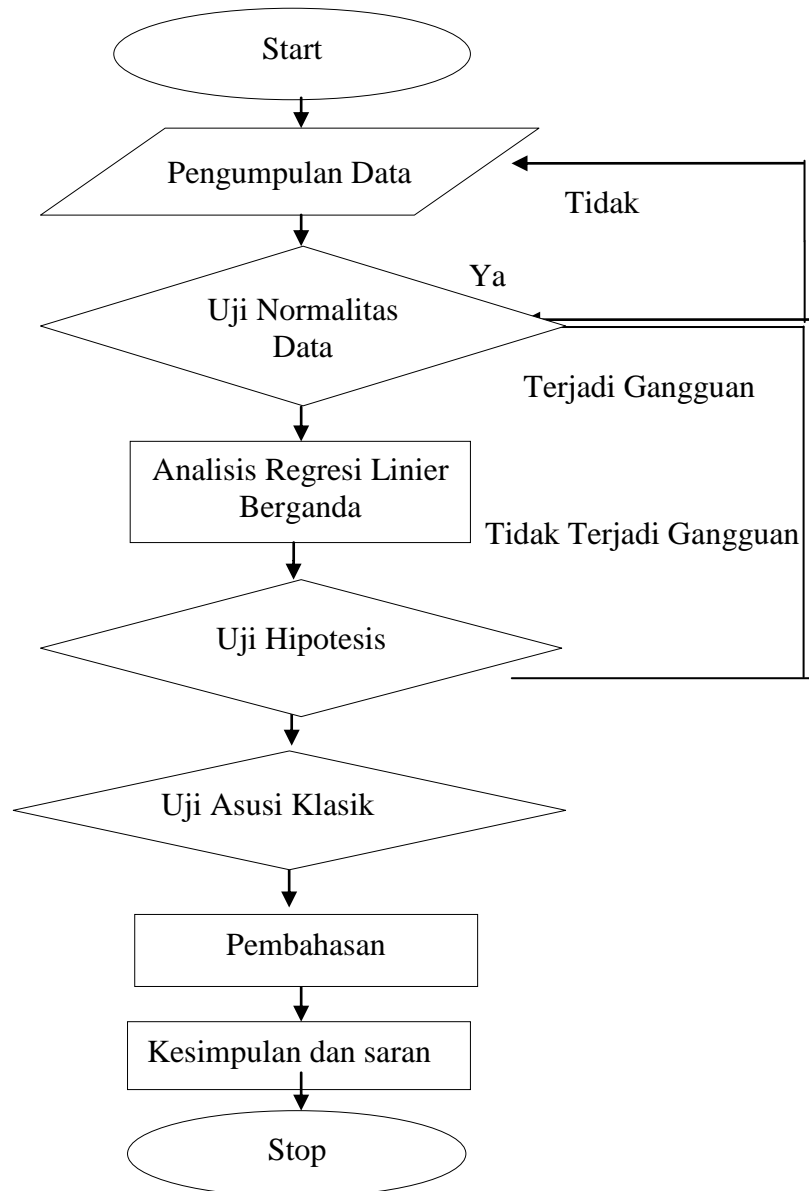 Start
Pengumpulan Data
Tidak
Ya
Uji Normalitas
Data
Terjadi Gangguan
Analisis Regresi Linier
Berganda
Tidak Terjadi Gangguan
Uji Hipotesis
Uji Asusi Klasik
Pembahasan
Kesimpulan dan saran
Stop